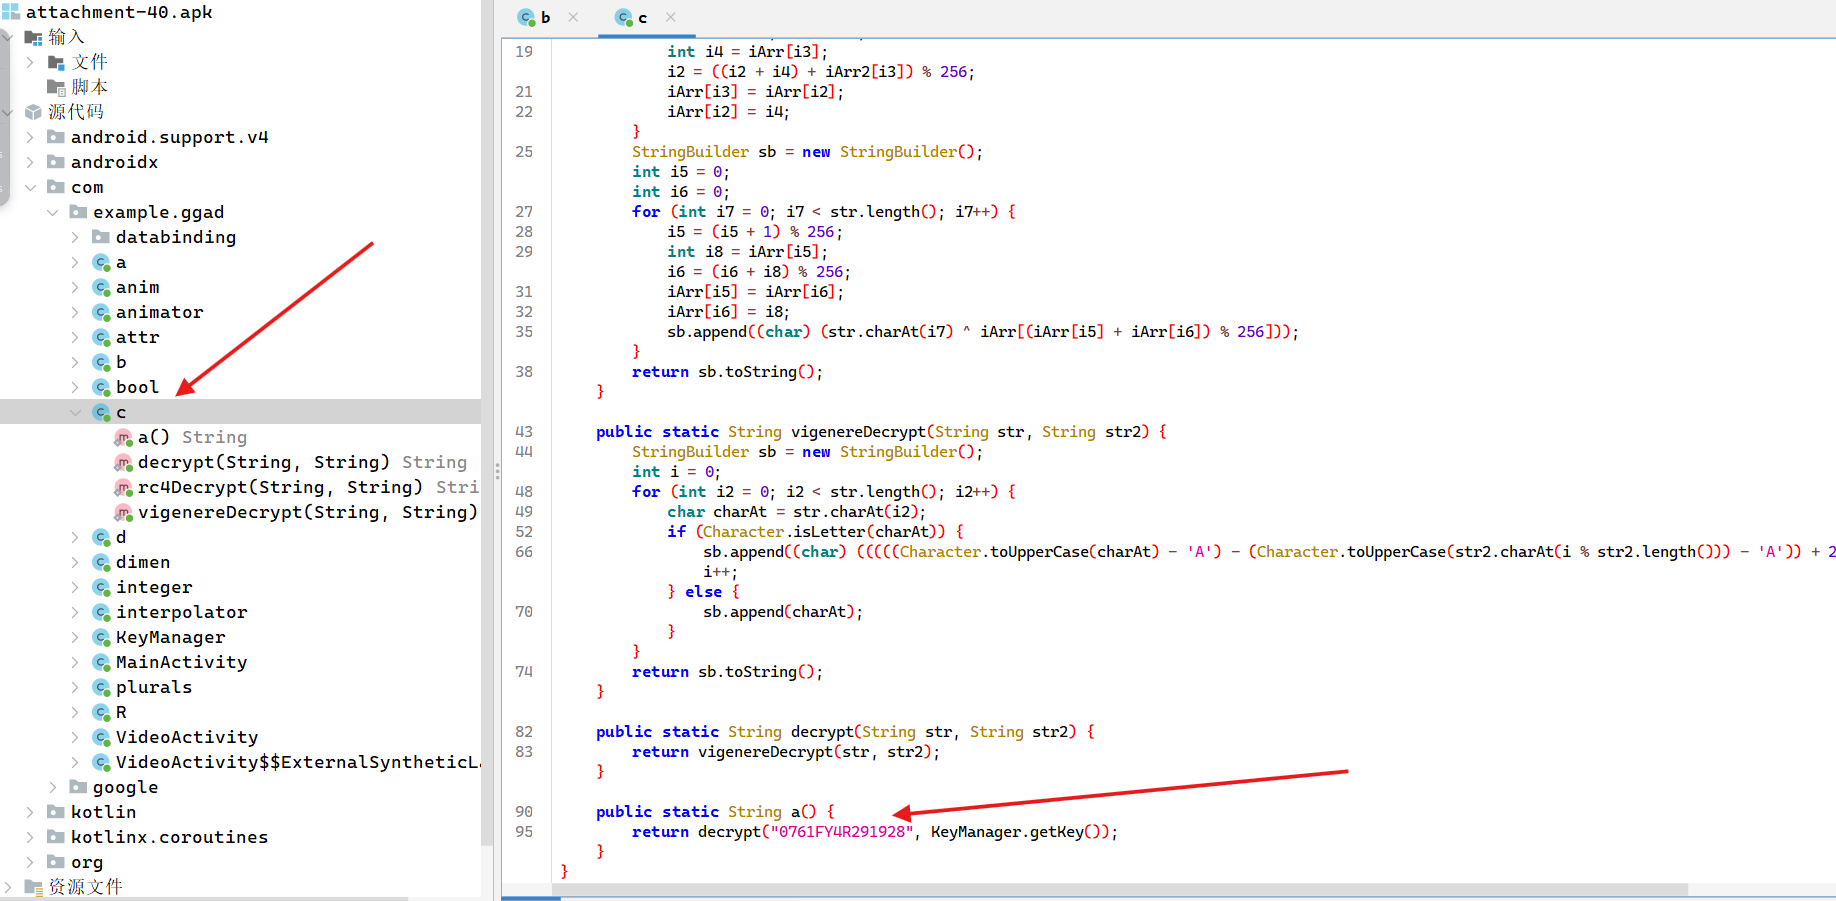 attachment-40.apk
输入
文件
脚本
源代码
android.support.v4
androidx
com
example.ggad
databinding
a
anim
animator
attr
b
bool
c
a() String
decrypt(String, String) String
rc4Decrypt(String, String) Stri
vigenereDecrypt(String, String)
d
dimen
integer
interpolator
KeyManager
MainActivity
plurals
R
VideoActivity
VideoActivity$$ExternalSyntheticL
google
kotlin
kotlinx.coroutines
org
资源文件
b c
19 int i4 = iArr[i3];
i2 = ((i2 + i4) + iArr2[i3]) % 256;
21 iArr[i3] = iArr[i2];
22 iArr[i2] = i4;
}
25 StringBuilder sb = new StringBuilder();
int i5 = 0;
int i6 = 0;
27 for (int i7 = 0; i7 < str.length(); i7++) {
28 i5 = (i5 + 1) % 256;
29 int i8 = iArr[i5];
i6 = (i6 + i8) % 256;
31 iArr[i5] = iArr[i6];
32 iArr[i6] = i8;
35 sb.append((char) (str.charAt(i7) ^ iArr[(iArr[i5] + iArr[i6]) % 256]));
}
38 return sb.toString();
}
43 public static String vigenereDecrypt(String str, String str2) {
44 StringBuilder sb = new StringBuilder();
int i = 0;
48 for (int i2 = 0; i2 < str.length(); i2++) {
49 char charAt = str.charAt(i2);
52 if (Character.isLetter(charAt)) {
66 sb.append((char) (((((Character.toUpperCase(charAt) - 'A') - (Character.toUpperCase(str2.charAt(i % str2.length())) - 'A')) + 2
i++;
} else {
70 sb.append(charAt);
}
}
74 return sb.toString();
}
82 public static String decrypt(String str, String str2) {
83 return vigenereDecrypt(str, str2);
}
90 public static String a() {
95 return decrypt("0761FY4R291928", KeyManager.getKey());
}
}